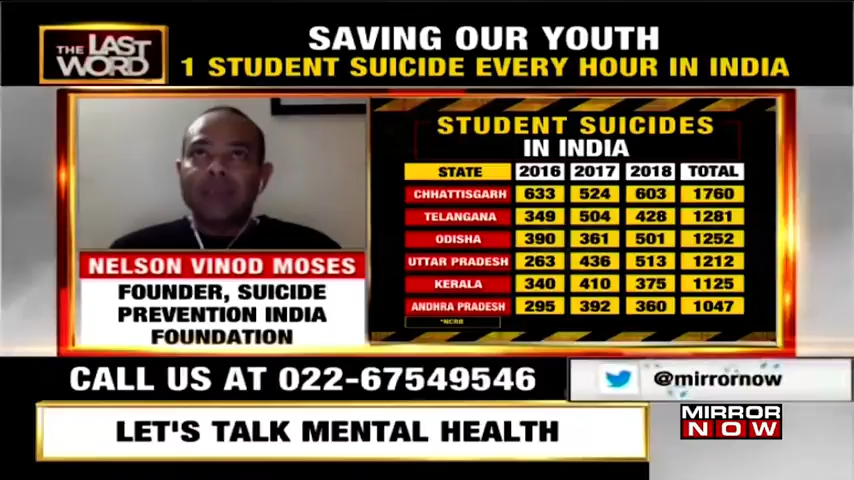 THE LAST WORD
SAVING OUR YOUTH
1 STUDENT SUICIDE EVERY HOUR IN INDIA
STUDENT SUICIDES
IN INDIA
STATE 2016 2017 2018 TOTAL
CHHATTISGARH 633 524 603 1760
TELANGANA 349 504 428 1281
ODISHA 390 361 501 1252
UTTAR PRADESH 263 436 513 1212
KERALA 340 410 375 1125
ANDHRA PRADESH 295 392 360 1047
*NCRB
NELSON VINOD MOSES
FOUNDER, SUICIDE
PREVENTION INDIA
FOUNDATION
CALL US AT 022-67549546
@mirrornow
LET'S TALK MENTAL HEALTH
MIRROR
NOW